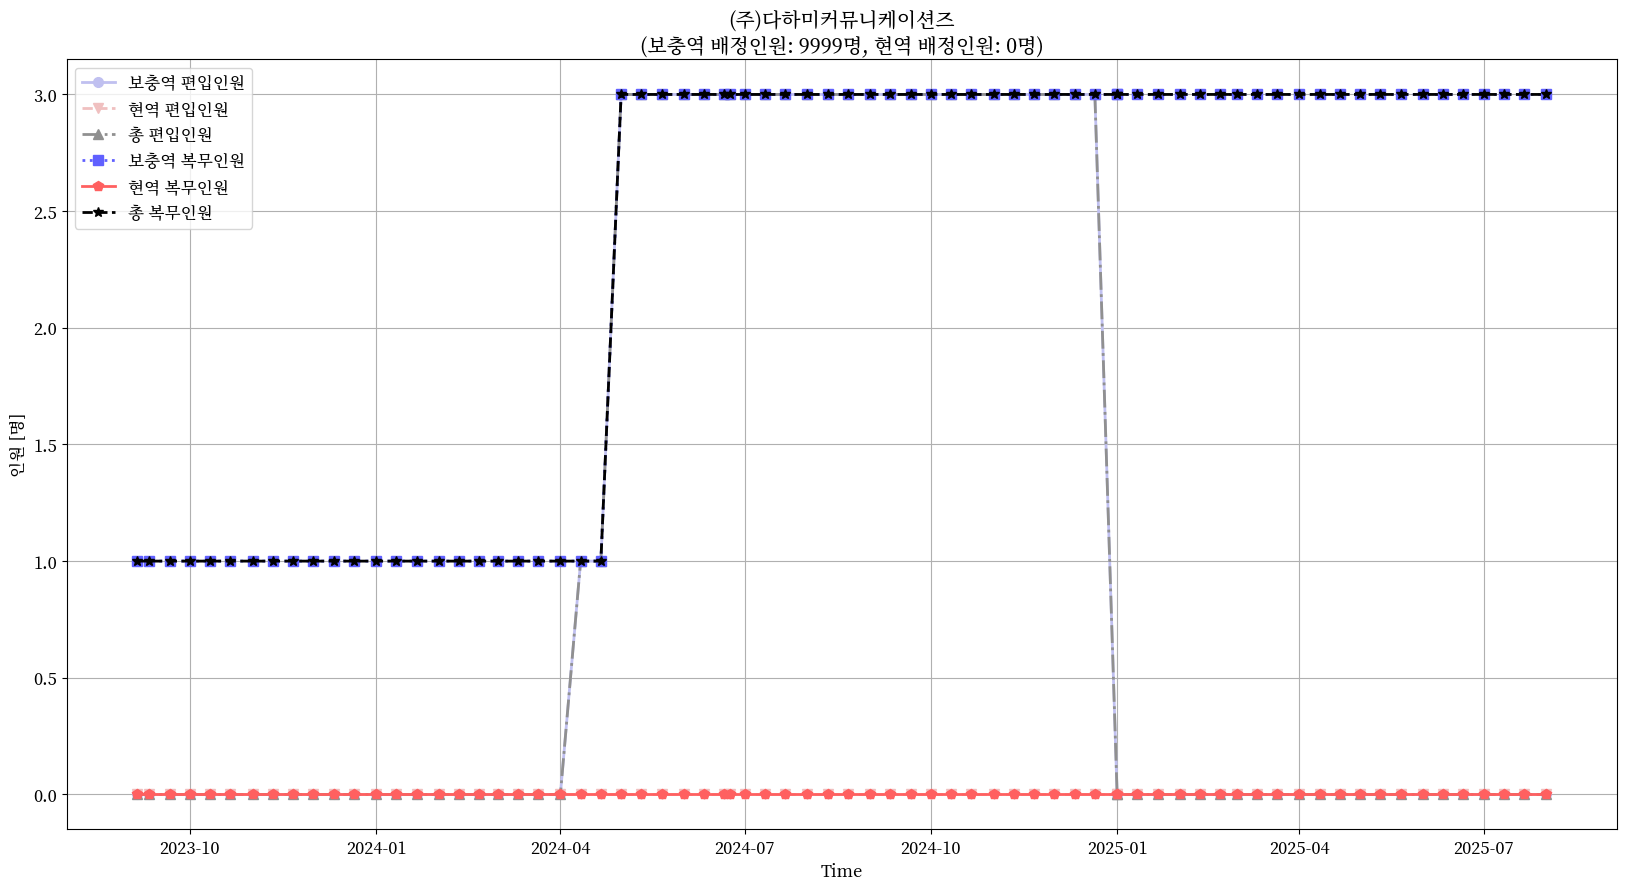 (주)다하미커뮤니케이션즈
(보충역 배정인원: 9999명, 현역 배정인원: 0명)
보충역 편입인원
현역 편입인원
총 편입인원
보충역 복무인원
현역 복무인원
총 복무인원
3.0
2.5
2.0
1.5
1.0
0.5
0.0
인원 [명]
2023-10
2024-01
2024-04
2024-07
2024-10
2025-01
2025-04
2025-07
Time